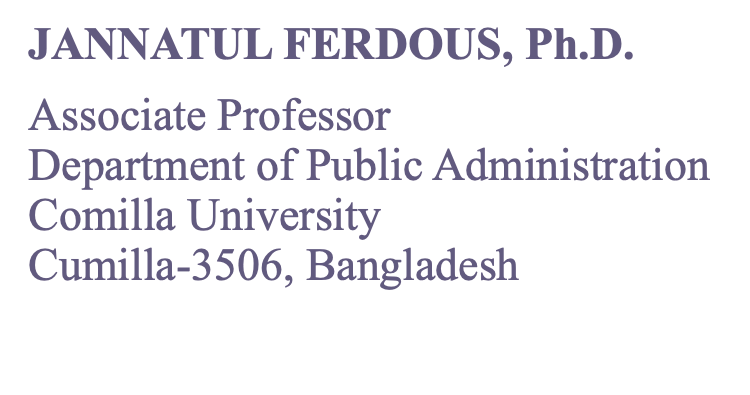 JANNATUL FERDOUS, Ph.D.
Associate Professor
Department of Public Administration
Comilla University
Cumilla-3506, Bangladesh